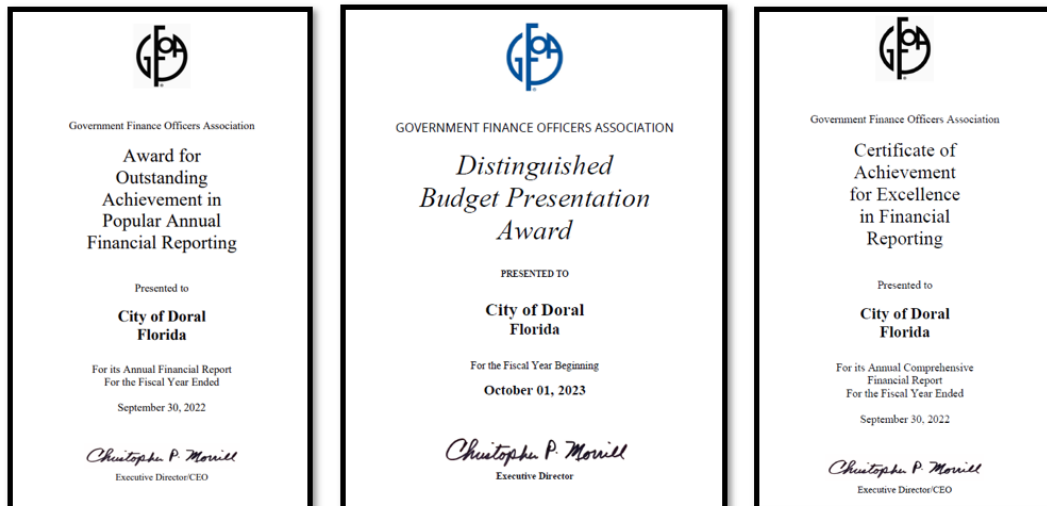 GFOA
Government Finance Officers Association
Award for
Outstanding
Achievement in
Popular Annual
Financial Reporting
Presented to
City of Doral
Florida
For its Annual Financial Report
For the Fiscal Year Ended
September 30, 2022
Christopher P. Morrill
Executive Director/CEO
GFOA
GOVERNMENT FINANCE OFFICERS ASSOCIATION
Distinguished
Budget Presentation
Award
PRESENTED TO
City of Doral
Florida
For the Fiscal Year Beginning
October 01, 2023
Christopher P. Morrill
Executive Director
GFOA
Government Finance Officers Association
Certificate of
Achievement
for Excellence
in Financial
Reporting
Presented to
City of Doral
Florida
For its Annual Comprehensive
Financial Report
For the Fiscal Year Ended
September 30, 2022
Christopher P. Morrill
Executive Director/CEO